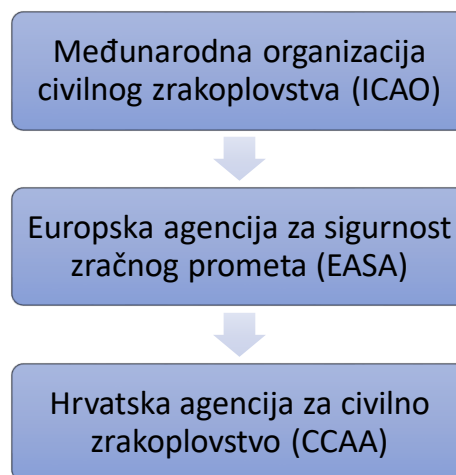 Međunarodna organizacija
civilnog zrakoplovstva (ICAO)
Europska agencija za sigurnost
zračnog prometa (EASA)
Hrvatska agencija za civilno
zrakoplovstvo (CCAA)